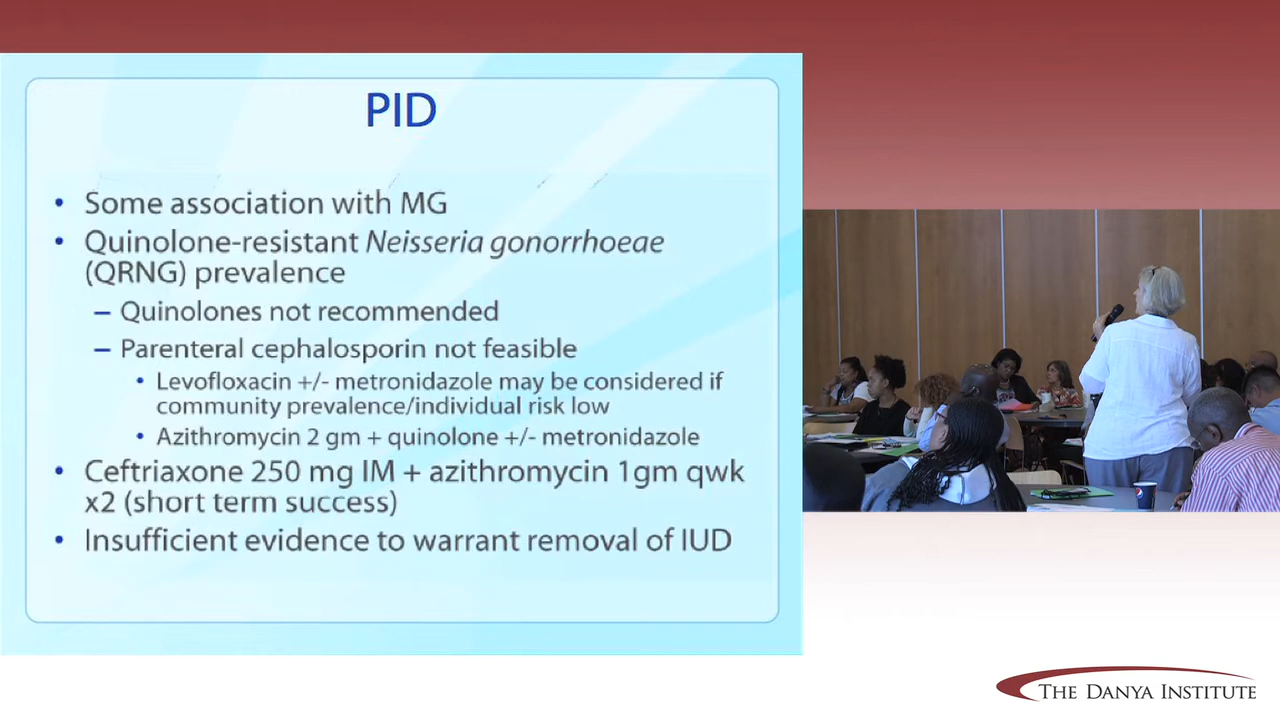 PID
• Some association with MG
• Quinolone-resistant Neisseria gonorrhoeae
(QRNG) prevalence
– Quinolones not recommended
– Parenteral cephalosporin not feasible
• Levofloxacin +/- metronidazole may be considered if
community prevalence/individual risk low
• Azithromycin 2 gm + quinolone +/- metronidazole
• Ceftriaxone 250 mg IM + azithromycin 1gm qwk
x2 (short term success)
• Insufficient evidence to warrant removal of IUD
THE DANYA INSTITUTE